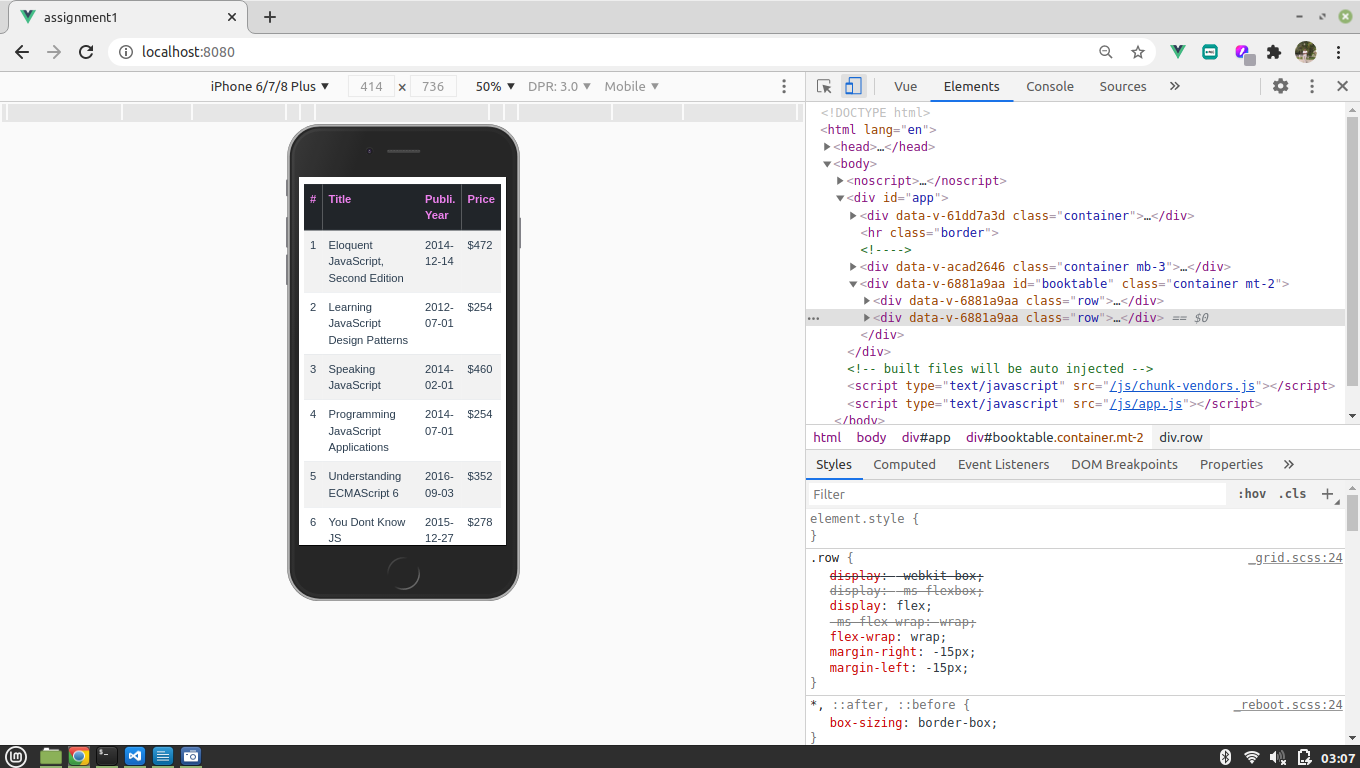 assignment1
localhost:8080
iPhone 6/7/8 Plus 414 × 736 50% DPR: 3.0 Mobile
# Title Publi. Year Price
1 Eloquent JavaScript, Second Edition 2014-12-14 $472
2 Learning JavaScript Design Patterns 2012-07-01 $254
3 Speaking JavaScript 2014-02-01 $460
4 Programming JavaScript Applications 2014-07-01 $254
5 Understanding ECMAScript 6 2016-09-03 $352
6 You Dont Know JS 2015-12-27 $278
Vue Elements Console Sources »
<!DOCTYPE html>
<html lang="en">
<head>…</head>
<body>
<noscript>…</noscript>
<div id="app">
<div data-v-61dd7a3d class="container">…</div>
<hr class="border">
<!---->
<div data-v-acad2646 class="container mb-3">…</div>
<div data-v-6881a9aa id="booktable" class="container mt-2">
<div data-v-6881a9aa class="row">…</div>
<div data-v-6881a9aa class="row">…</div> == $0
</div>
</div>
<!-- built files will be auto injected -->
<script type="text/javascript" src="/js/chunk-vendors.js"></script>
<script type="text/javascript" src="/js/app.js"></script>
</body>
html body div#app div#booktable.container.mt-2 div.row
Styles Computed Event Listeners DOM Breakpoints Properties »
Filter :hov .cls +
element.style {
}
.row { _grid.scss:24
display: -webkit-box;
display: -ms-flexbox;
display: flex;
-ms-flex-wrap: wrap;
flex-wrap: wrap;
margin-right: -15px;
margin-left: -15px;
}
*, ::after, ::before { _reboot.scss:24
box-sizing: border-box;
}
03:07